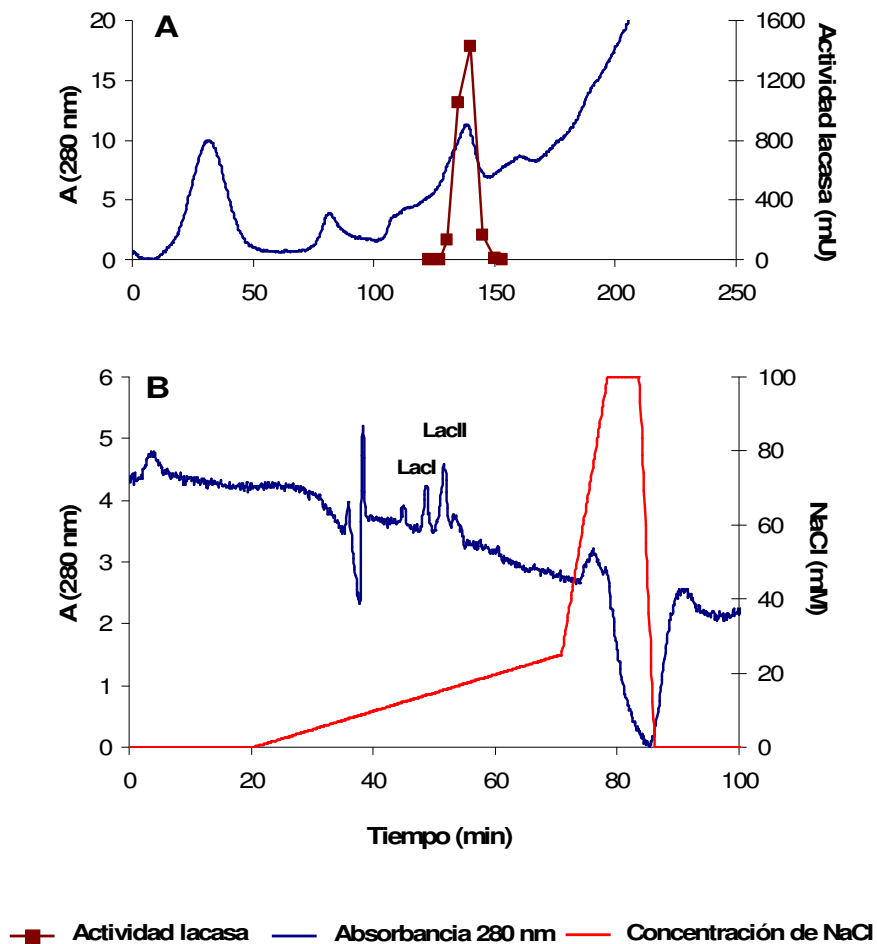 A
A (280 nm)
20
15
10
5
0
1600
1200
800
400
0
Actividad lacasa (mU)
0 50 100 150 200 250
B
A (280 nm)
6
5
4
3
2
1
0
LacII
LacI
100
80
60
40
20
0
NaCl (mM)
0 20 40 60 80 100
Tiempo (min)
Actividad lacasa Absorbancia 280 nm Concentración de NaCl